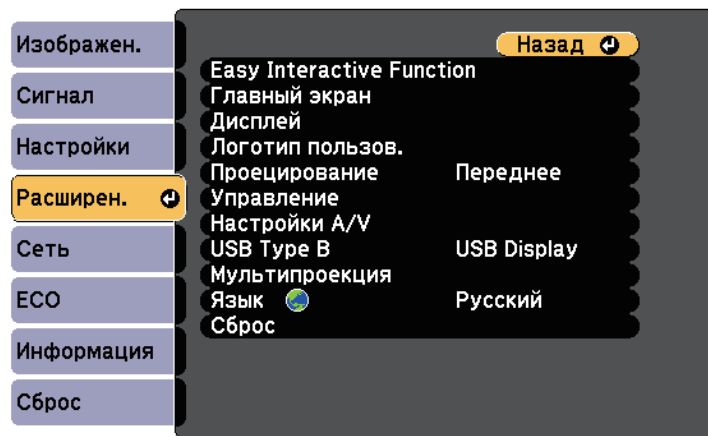 Изображен.
Сигнал
Настройки
Расширен.
Сеть
ECO
Информация
Сброс
Назад
Easy Interactive Function
Главный экран
Дисплей
Логотип пользов.
Проецирование Переднее
Управление
Настройки A/V
USB Type B USB Display
Мультипроекция
Язык Русский
Сброс